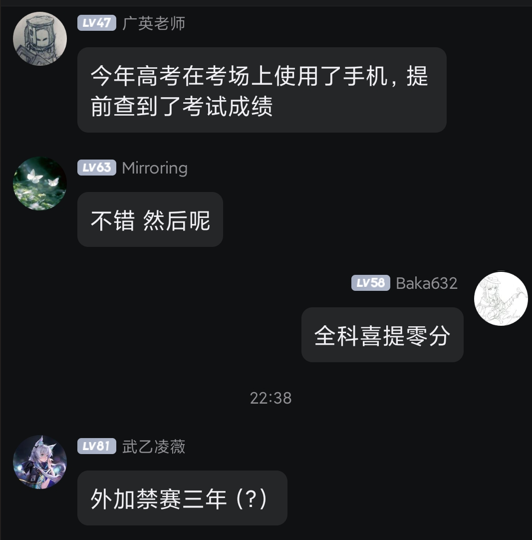 LV47 广英老师
今年高考在考场上使用了手机，提
前查到了考试成绩
LV63 Mirroring
不错 然后呢
LV58 Baka632
全科喜提零分
22:38
LV81 武乙凌薇
外加禁赛三年（?）